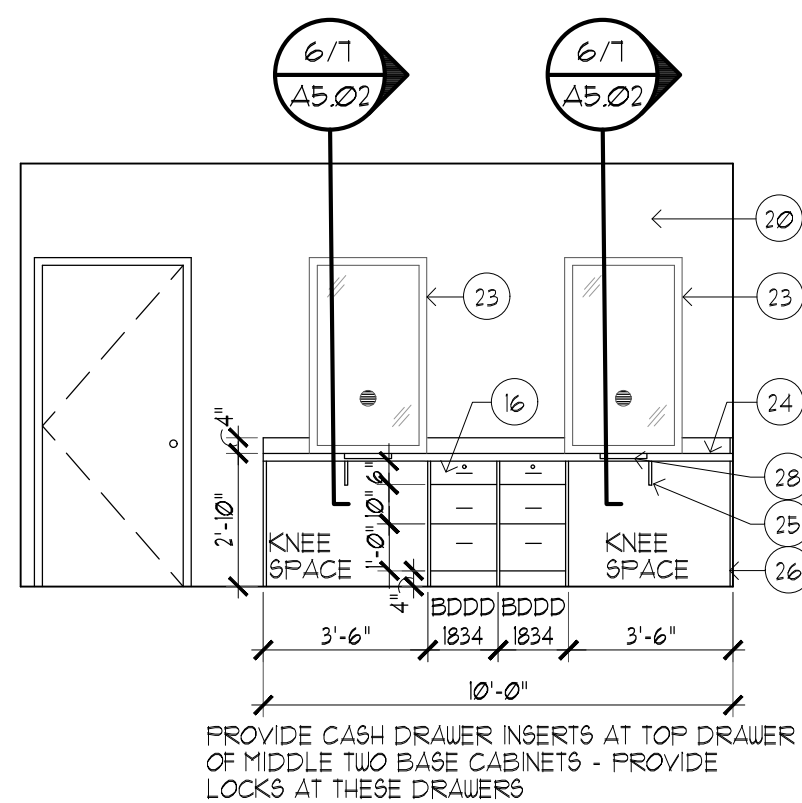 6/7
A5.02
6/7
A5.02
20
23
23
16
24
4"
28
6"
25
10"
2'-10"
KNEE
SPACE
1'-0"
KNEE
SPACE
26
4"
BDDD
1834
BDDD
1834
3'-6"
3'-6"
10'-0"
PROVIDE CASH DRAWER INSERTS AT TOP DRAWER
OF MIDDLE TWO BASE CABINETS - PROVIDE
LOCKS AT THESE DRAWERS